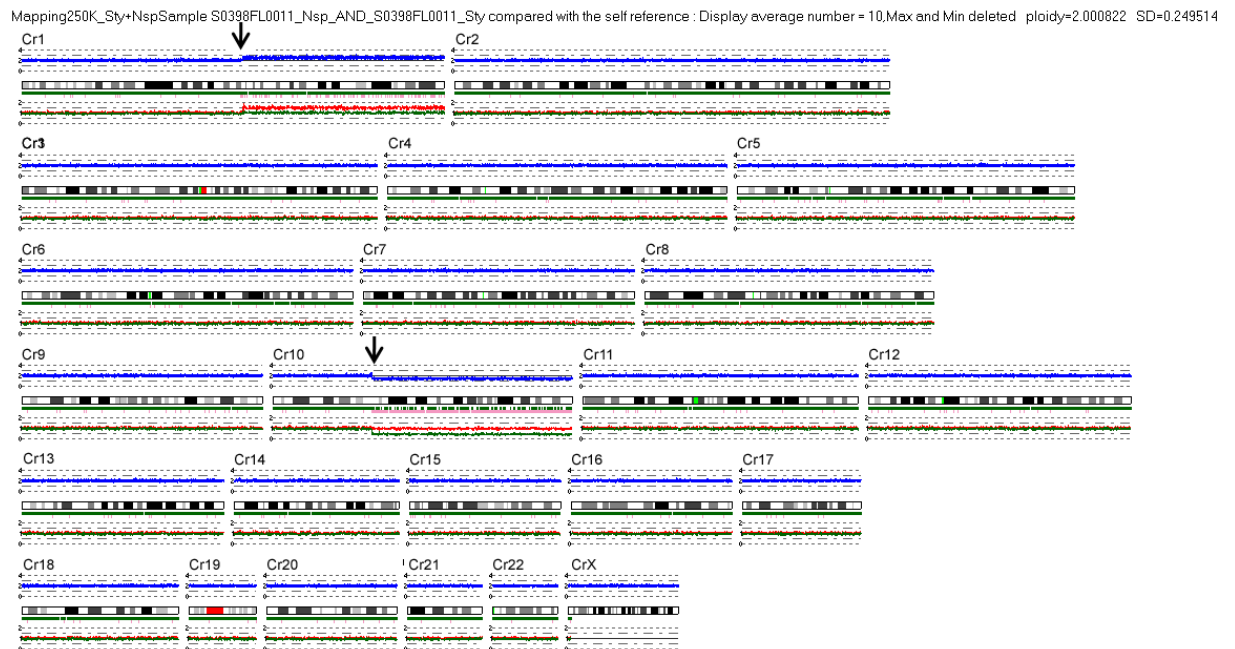 Mapping250K_Sty+NspSample S0398FL0011_Nsp_AND_S0398FL0011_Sty compared with the self reference : Display average number = 10,Max and Min deleted ploidy=2.000822 SD=0.249514
Cr1 Cr2
Cr3 Cr4 Cr5
Cr6 Cr7 Cr8
Cr9 Cr10 Cr11 Cr12
Cr13 Cr14 Cr15 Cr16 Cr17
Cr18 Cr19 Cr20 Cr21 Cr22 CrX